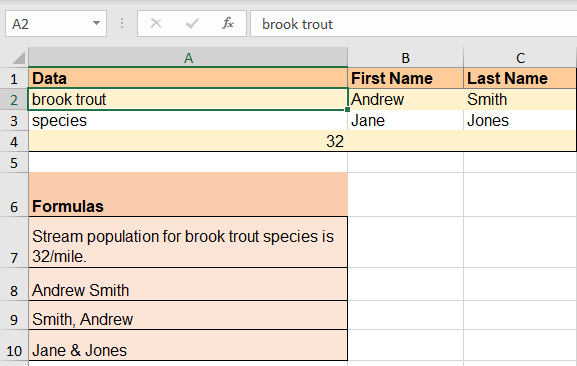 A2 fx brook trout
A B C
1 Data First Name Last Name
2 brook trout Andrew Smith
3 species Jane Jones
4 32
5
6 Formulas
Stream population for brook trout species is
7 32/mile.
8 Andrew Smith
9 Smith, Andrew
10 Jane & Jones